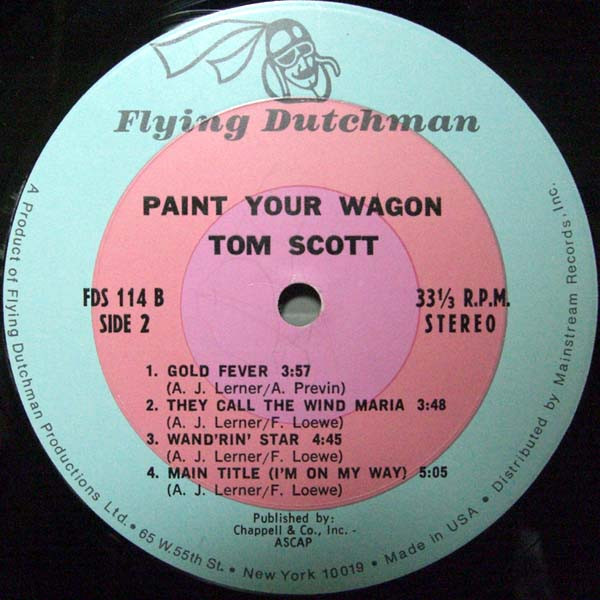 Flying Dutchman
PAINT YOUR WAGON
TOM SCOTT
FDS 114 B
SIDE 2
33⅓ R.P.M.
STEREO
1. GOLD FEVER 3:57
(A. J. Lerner/A. Previn)
2. THEY CALL THE WIND MARIA 3:48
(A. J. Lerner/F. Loewe)
3. WAND'RIN' STAR 4:45
(A. J. Lerner/F. Loewe)
4. MAIN TITLE (I'M ON MY WAY) 5:05
(A. J. Lerner/F. Loewe)
Published by:
Chappell & Co., Inc. -
ASCAP
A Product of Flying Dutchman Productions Ltd. • 65 W. 55th St. • New York 10019 • Made in USA • Distributed by Mainstream Records, Inc.